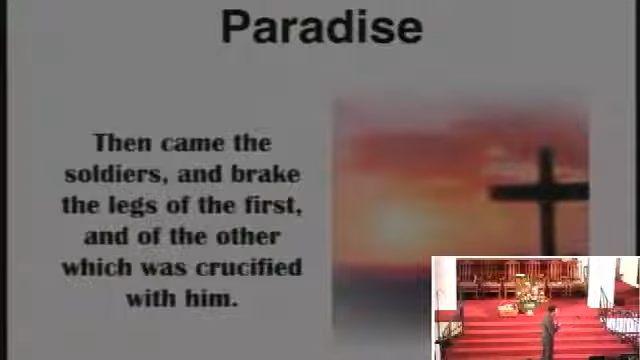 Paradise
Then came the
soldiers, and brake
the legs of the first,
and of the other
which was crucified
with him.